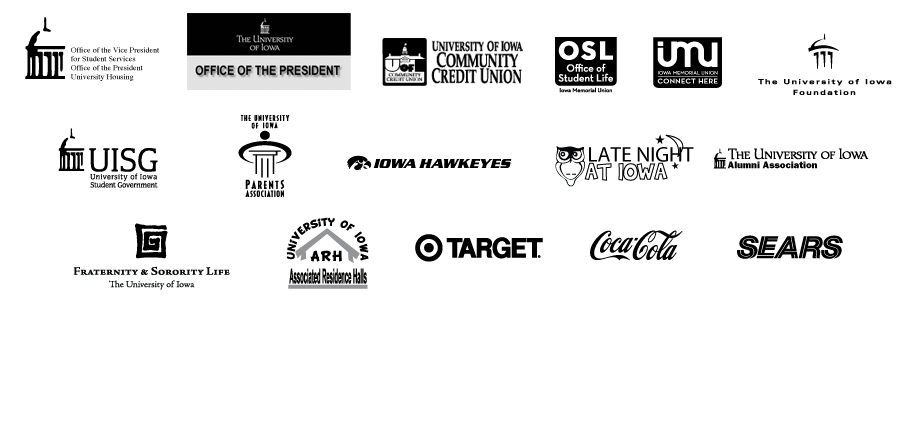 Office of the Vice President
for Student Services
Office of the President
University Housing
THE UNIVERSITY
OF IOWA
OFFICE OF THE PRESIDENT
UofI
COMMUNITY
CREDIT UNION
UNIVERSITY OF IOWA
COMMUNITY
CREDIT UNION
OSL
Office of
Student Life
Iowa Memorial Union
imu
IOWA MEMORIAL UNION
CONNECT HERE
The University of Iowa
Foundation
UISG
University of Iowa
Student Government
THE UNIVERSITY
OF IOWA
PARENTS
ASSOCIATION
IOWA HAWKEYES
LATE NIGHT
AT IOWA
THE UNIVERSITY OF IOWA
Alumni Association
FRATERNITY & SORORITY LIFE
The University of Iowa
UNIVERSITY OF IOWA
ARH
Associated Residence Halls
TARGET
Coca-Cola
SEARS